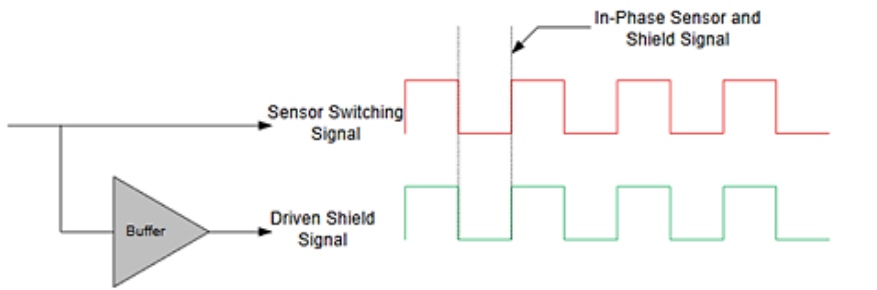 In-Phase Sensor and
Shield Signal
Sensor Switching
Signal
Buffer
Driven Shield
Signal